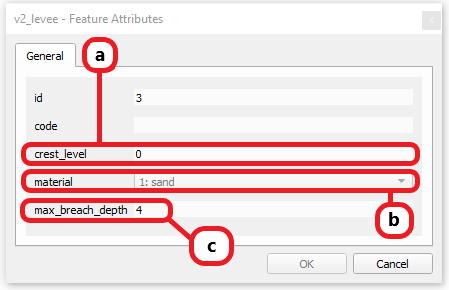 v2_levee - Feature Attributes
x
General
a
id 3
code
crest_level 0
material 1: sand
b
max_breach_depth 4
c
OK Cancel